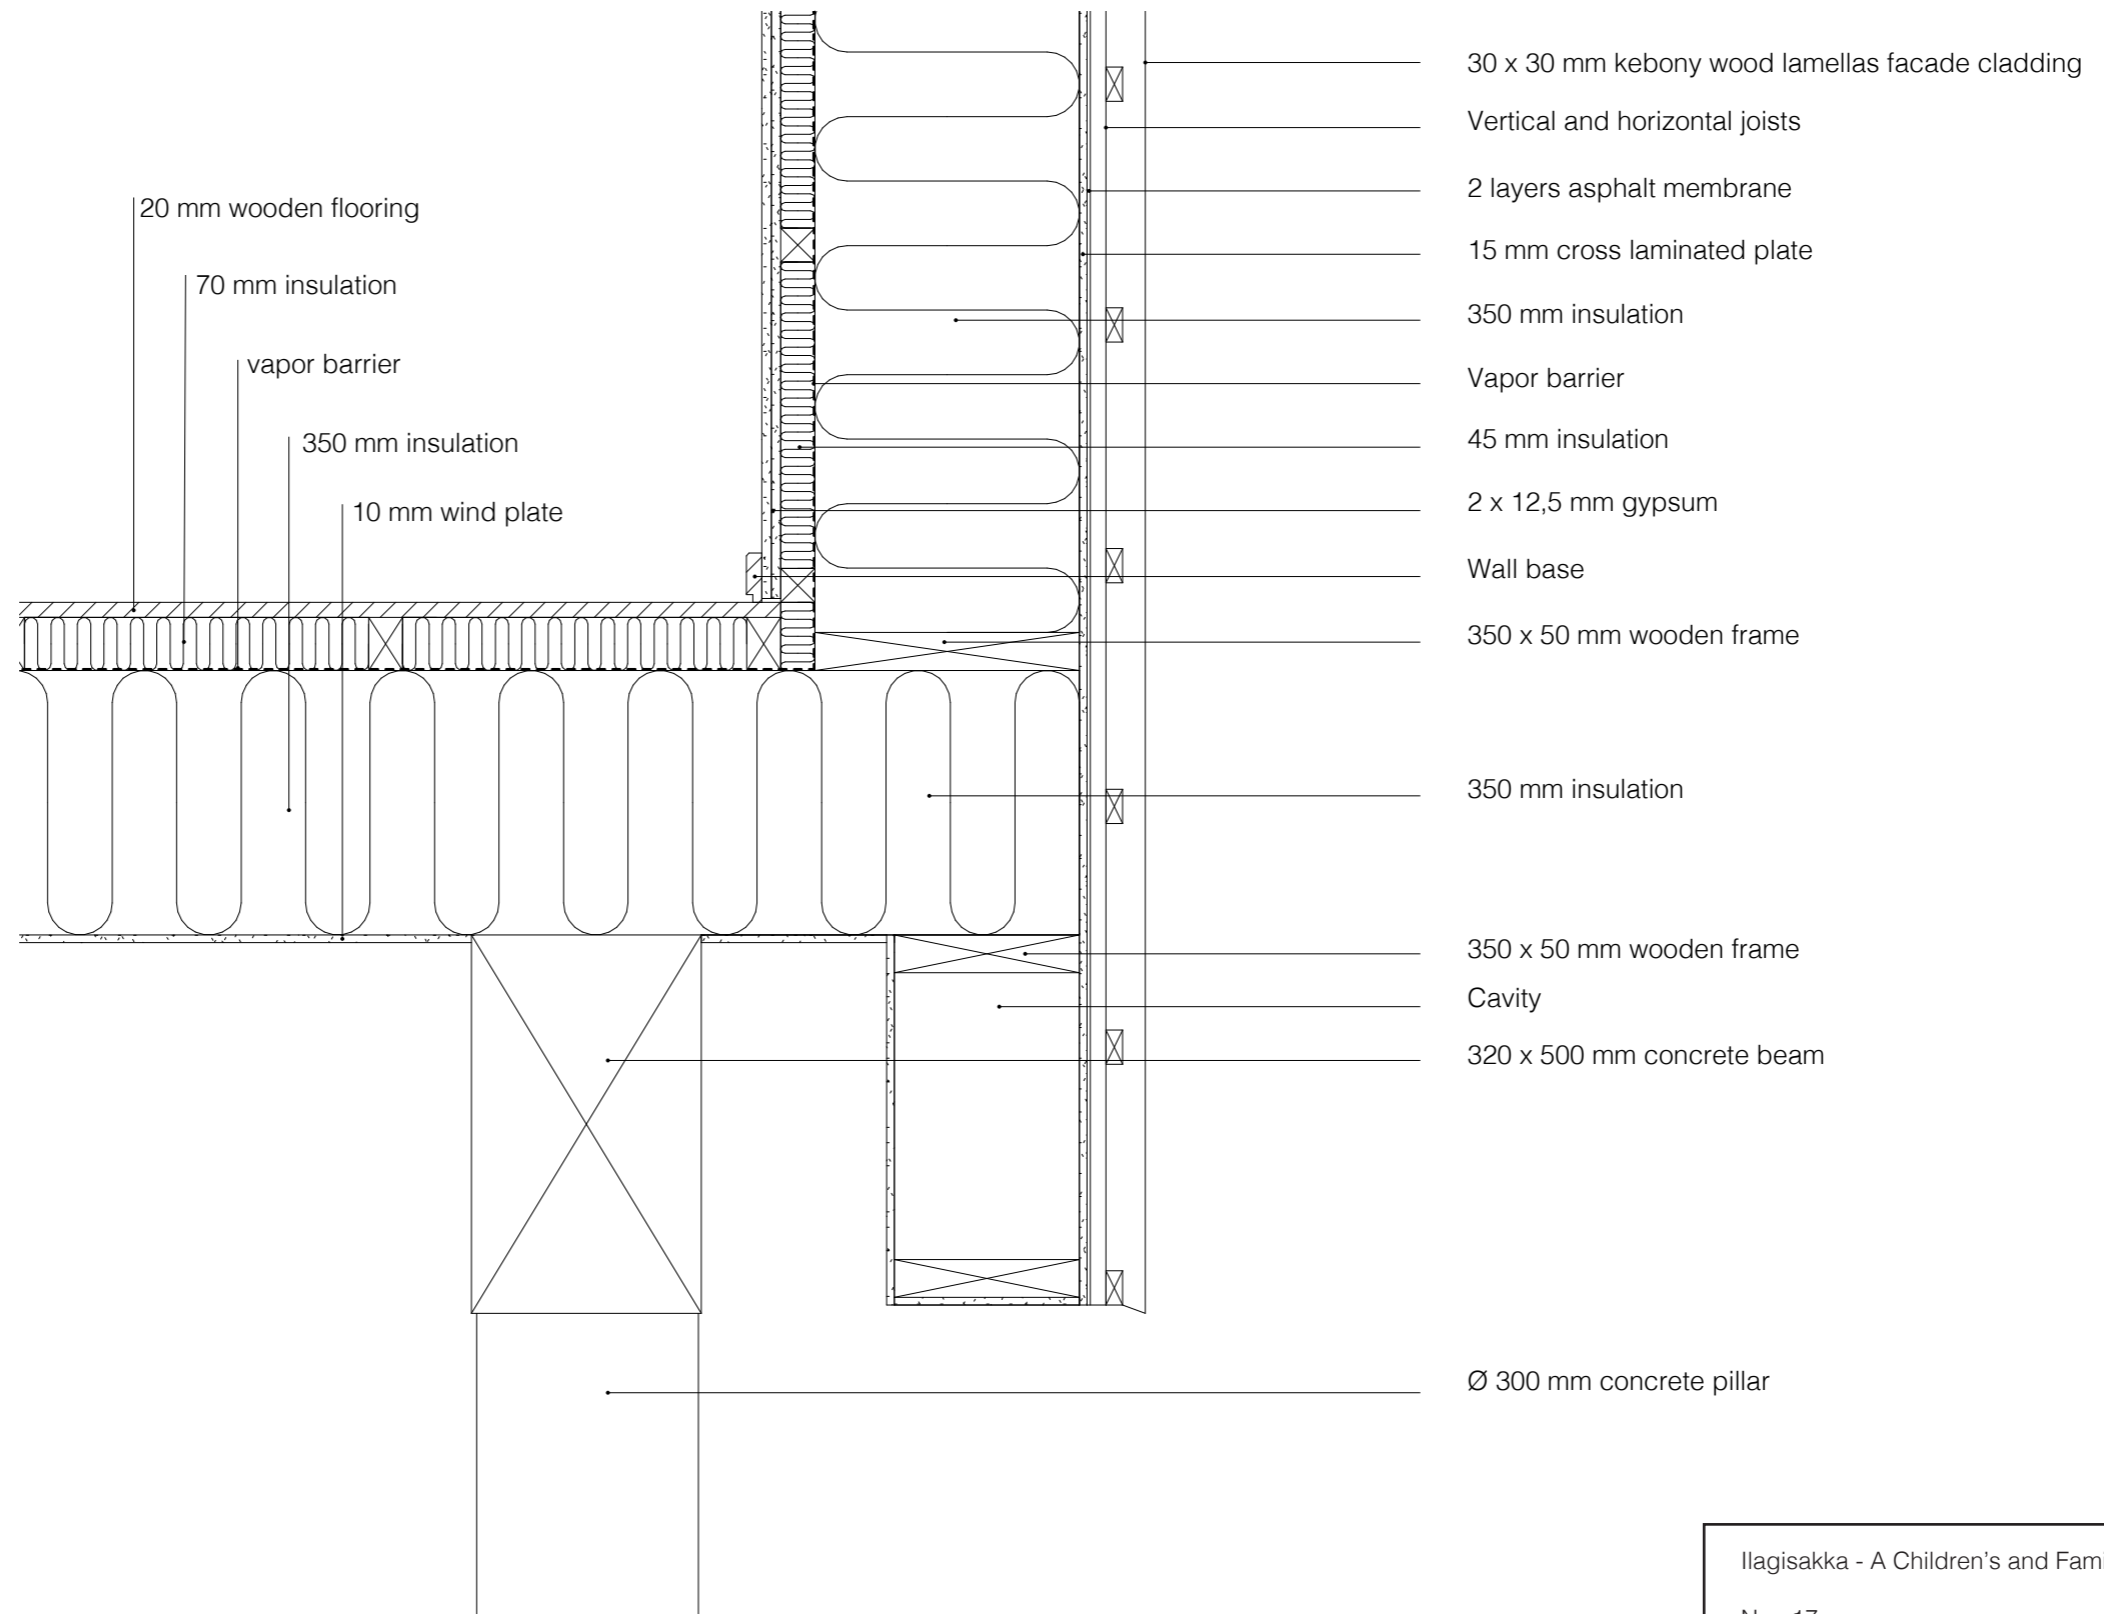 20 mm wooden flooring
70 mm insulation
vapor barrier
350 mm insulation
10 mm wind plate
30 x 30 mm kebony wood lamellas facade cladding
Vertical and horizontal joists
2 layers asphalt membrane
15 mm cross laminated plate
350 mm insulation
Vapor barrier
45 mm insulation
2 x 12,5 mm gypsum
Wall base
350 x 50 mm wooden frame
350 mm insulation
350 x 50 mm wooden frame
Cavity
320 x 500 mm concrete beam
Ø 300 mm concrete pillar
Ilagisakka - A Children's and Fami